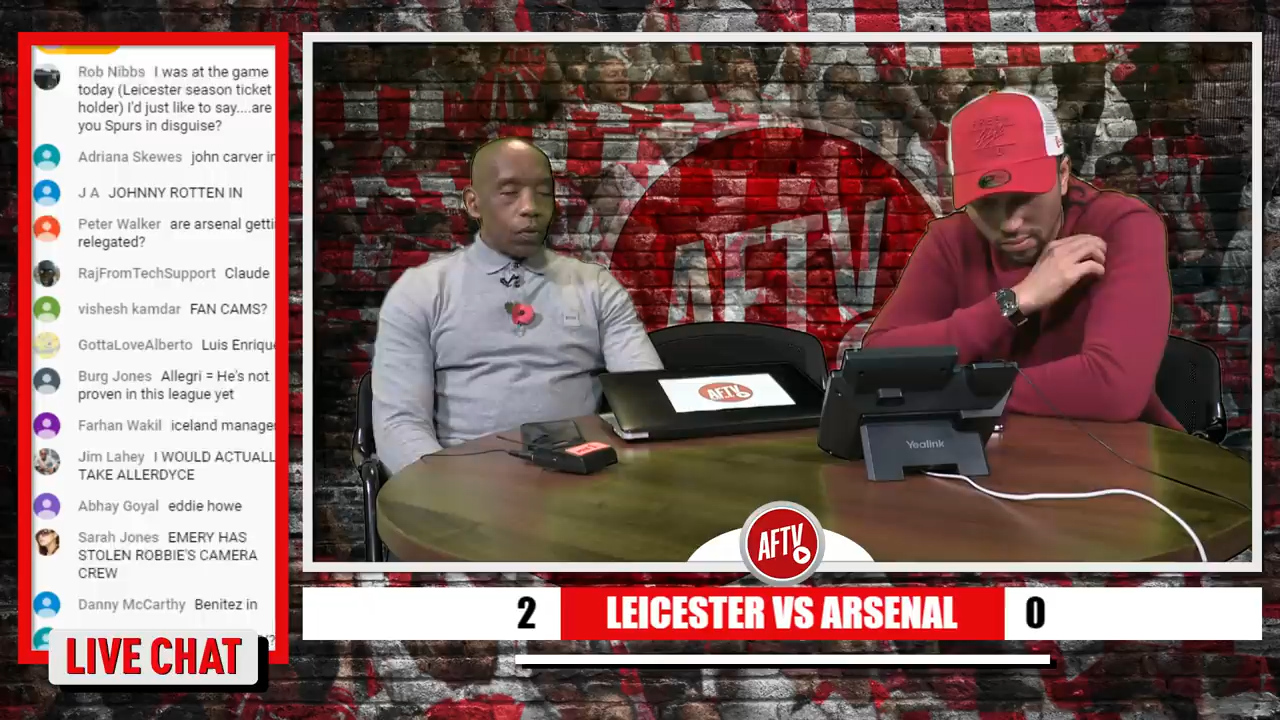 Rob Nibbs I was at the game
today (Leicester season ticket
holder) I'd just like to say....are
you Spurs in disguise?
Adriana Skewes john carver in
J A JOHNNY ROTTEN IN
Peter Walker are arsenal getti
relegated?
RajFromTechSupport Claude
vishesh kamdar FAN CAMS?
GottaLoveAlberto Luis Enrique
Burg Jones Allegri = He's not
proven in this league yet
Farhan Wakil iceland manage
Jim Lahey I WOULD ACTUALL
TAKE ALLERDYCE
Abhay Goyal eddie howe
Sarah Jones EMERY HAS
STOLEN ROBBIE'S CAMERA
CREW
Danny McCarthy Benitez in
LIVE CHAT
AFTV
AFTV
Yealink
AFTV
2 LEICESTER VS ARSENAL 0